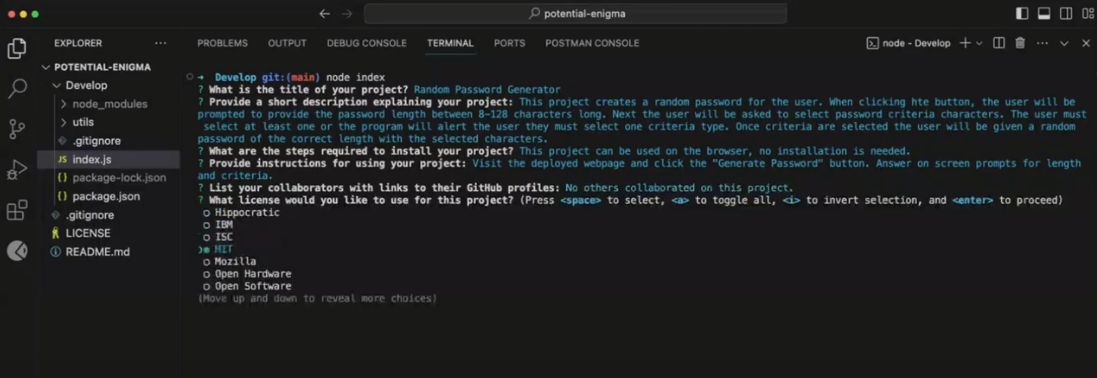 potential-enigma
EXPLORER
POTENTIAL-ENIGMA
Develop
node_modules
utils
.gitignore
JS index.js
{} package-lock.json
{} package.json
.gitignore
LICENSE
README.md
PROBLEMS OUTPUT DEBUG CONSOLE TERMINAL PORTS POSTMAN CONSOLE
node - Develop
→ Develop git:(main) node index
? What is the title of your project? Random Password Generator
? Provide a short description explaining your project: This project creates a random password for the user. When clicking hte button, the user will be
prompted to provide the password length between 8-128 characters long. Next the user will be asked to select password criteria characters. The user must
select at least one or the program will alert the user they must select one criteria type. Once criteria are selected the user will be given a random
password of the correct length with the selected characters.
? What are the steps required to install your project? This project can be used on the browser, no installation is needed.
? Provide instructions for using your project: Visit the deployed webpage and click the "Generate Password" button. Answer on screen prompts for length
and criteria.
? List your collaborators with links to their GitHub profiles: No others collaborated on this project.
? What license would you like to use for this project? (Press <space> to select, <a> to toggle all, <i> to invert selection, and <enter> to proceed)
Hippocratic
IBM
ISC
MIT
Mozilla
Open Hardware
Open Software
(Move up and down to reveal more choices)